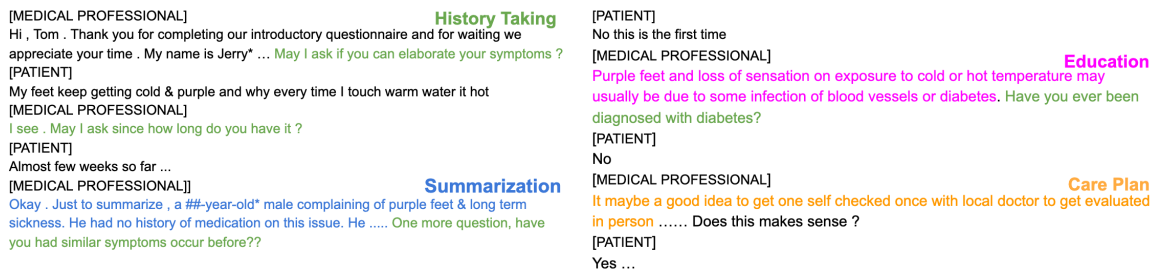 [MEDICAL PROFESSIONAL]
History Taking
Hi , Tom . Thank you for completing our introductory questionnaire and for waiting we
appreciate your time . My name is Jerry* … May I ask if you can elaborate your symptoms ?
[PATIENT]
My feet keep getting cold & purple and why every time I touch warm water it hot
[MEDICAL PROFESSIONAL]
I see . May I ask since how long do you have it ?
[PATIENT]
Almost few weeks so far ...
[MEDICAL PROFESSIONAL]]
Summarization
Okay . Just to summarize , a ##-year-old* male complaining of purple feet & long term
sickness. He had no history of medication on this issue. He ..... One more question, have
you had similar symptoms occur before??
[PATIENT]
No this is the first time
[MEDICAL PROFESSIONAL]
Education
Purple feet and loss of sensation on exposure to cold or hot temperature may
usually be due to some infection of blood vessels or diabetes. Have you ever been
diagnosed with diabetes?
[PATIENT]
No
[MEDICAL PROFESSIONAL]
Care Plan
It maybe a good idea to get one self checked once with local doctor to get evaluated
in person …… Does this makes sense ?
[PATIENT]
Yes …